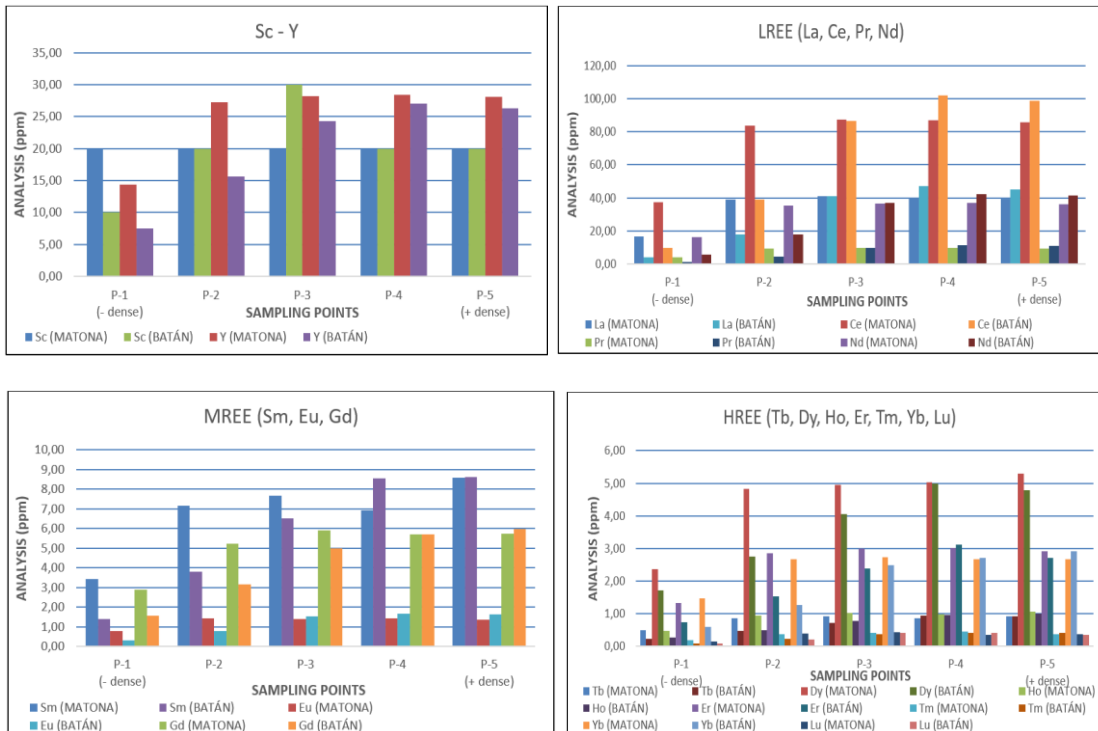 Sc - Y
ANALYSIS (ppm)
35,00
30,00
25,00
20,00
15,00
10,00
5,00
0,00
P-1 P-2 P-3 P-4 P-5
(- dense) SAMPLING POINTS (+ dense)
Sc (MATONA) Sc (BATÁN) Y (MATONA) Y (BATÁN)
LREE (La, Ce, Pr, Nd)
ANALYSIS (ppm)
120,00
100,00
80,00
60,00
40,00
20,00
0,00
P-1 P-2 P-3 P-4 P-5
(- dense) SAMPLING POINTS (+ dense)
La (MATONA) La (BATÁN) Ce (MATONA) Ce (BATÁN)
Pr (MATONA) Pr (BATÁN) Nd (MATONA) Nd (BATÁN)
MREE (Sm, Eu, Gd)
ANALYSIS (ppm)
10,00
9,00
8,00
7,00
6,00
5,00
4,00
3,00
2,00
1,00
0,00
P-1 P-2 P-3 P-4 P-5
(- dense) SAMPLING POINTS (+ dense)
Sm (MATONA) Sm (BATÁN) Eu (MATONA)
Eu (BATÁN) Gd (MATONA) Gd (BATÁN)
HREE (Tb, Dy, Ho, Er, Tm, Yb, Lu)
ANALYSIS (ppm)
6,00
5,00
4,00
3,00
2,00
1,00
0,00
P-1 P-2 P-3 P-4 P-5
(- dense) SAMPLING POINTS (+ dense)
Tb (MATONA) Tb (BATÁN) Dy (MATONA) Dy (BATÁN) Ho (MATONA)
Ho (BATÁN) Er (MATONA) Er (BATÁN) Tm (MATONA) Tm (BATÁN)
Yb (MATONA) Yb (BATÁN) Lu (MATONA) Lu (BATÁN)